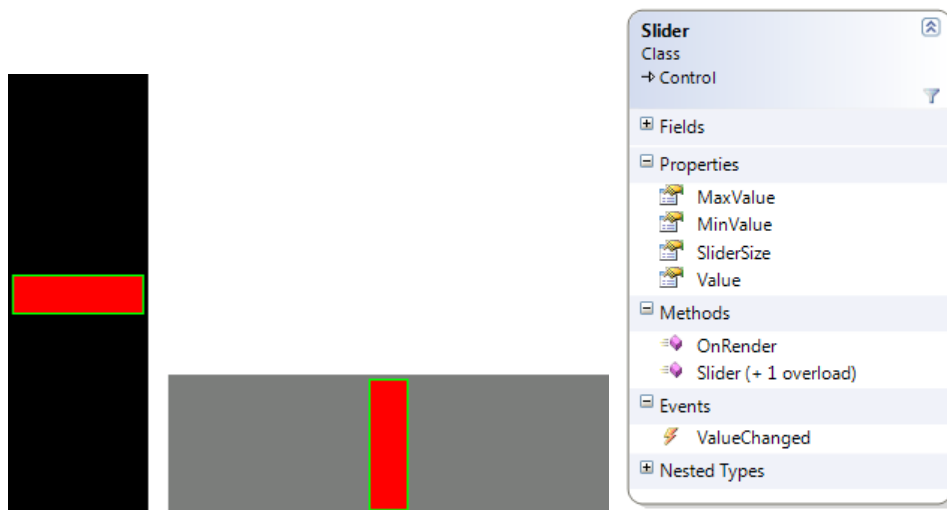 Slider
Class
Control
Fields
Properties
MaxValue
MinValue
SliderSize
Value
Methods
OnRender
Slider (+ 1 overload)
Events
ValueChanged
Nested Types